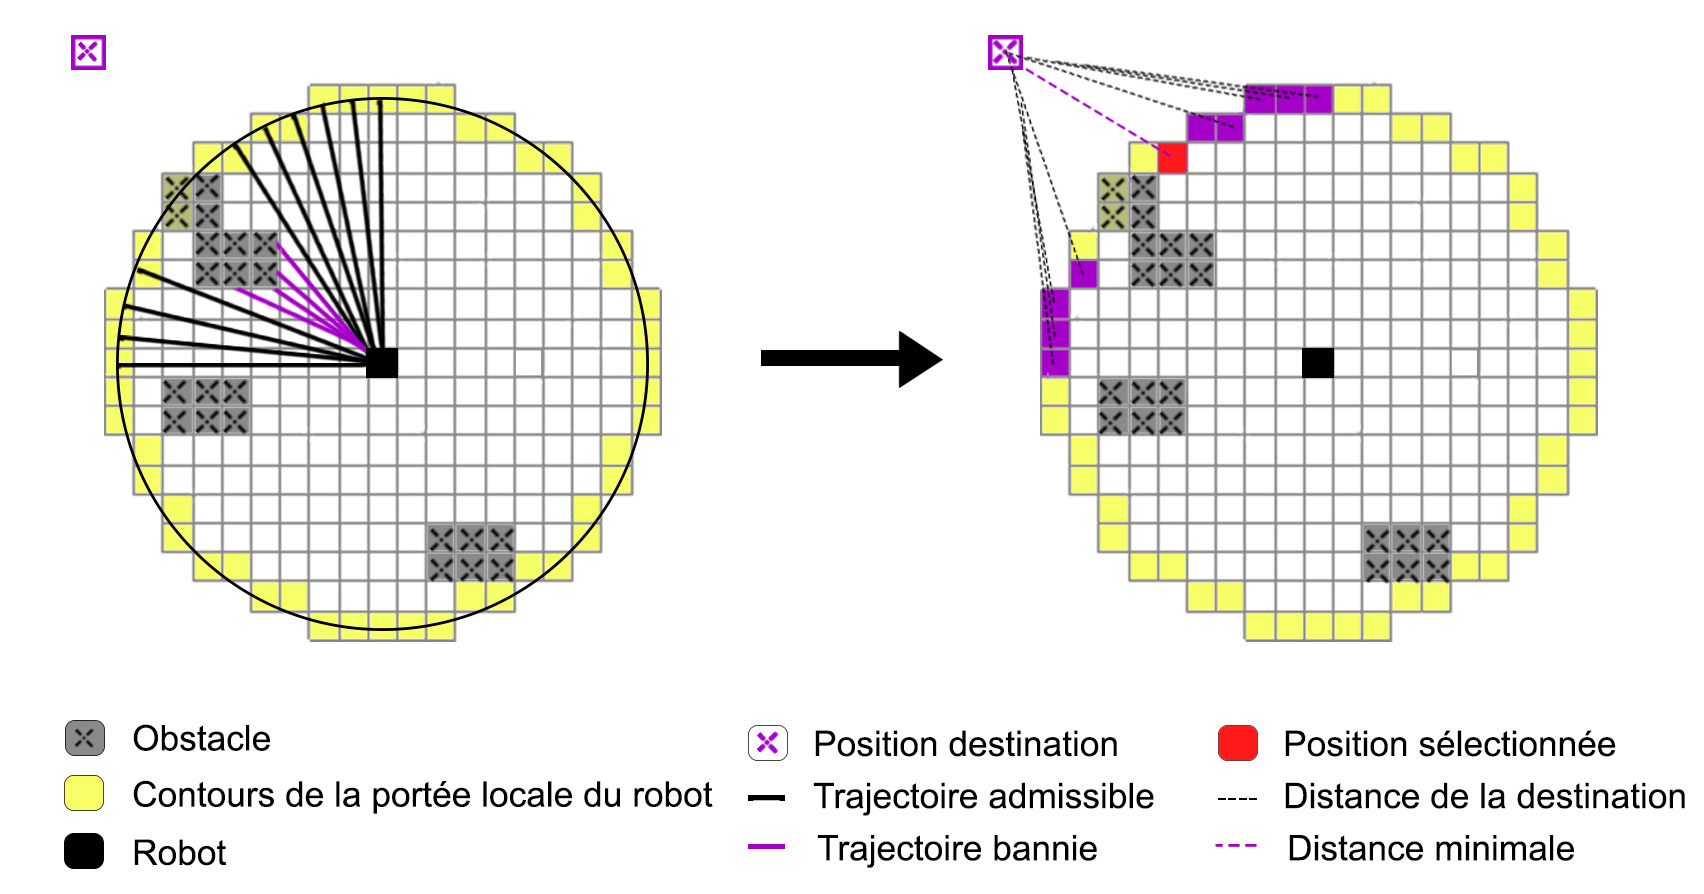 Obstacle
Contours de la portée locale du robot
Robot
Position destination
Trajectoire admissible
Trajectoire bannie
Position sélectionnée
Distance de la destination
Distance minimale